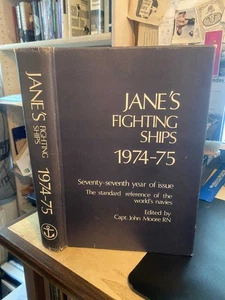 JANE'S
FIGHTING
SHIPS
1974-75
JANE'S
FIGHTING
SHIPS
1974-75
Seventy-seventh year of issue
The standard reference of the
world's navies
Edited by
Capt. John Moore RN